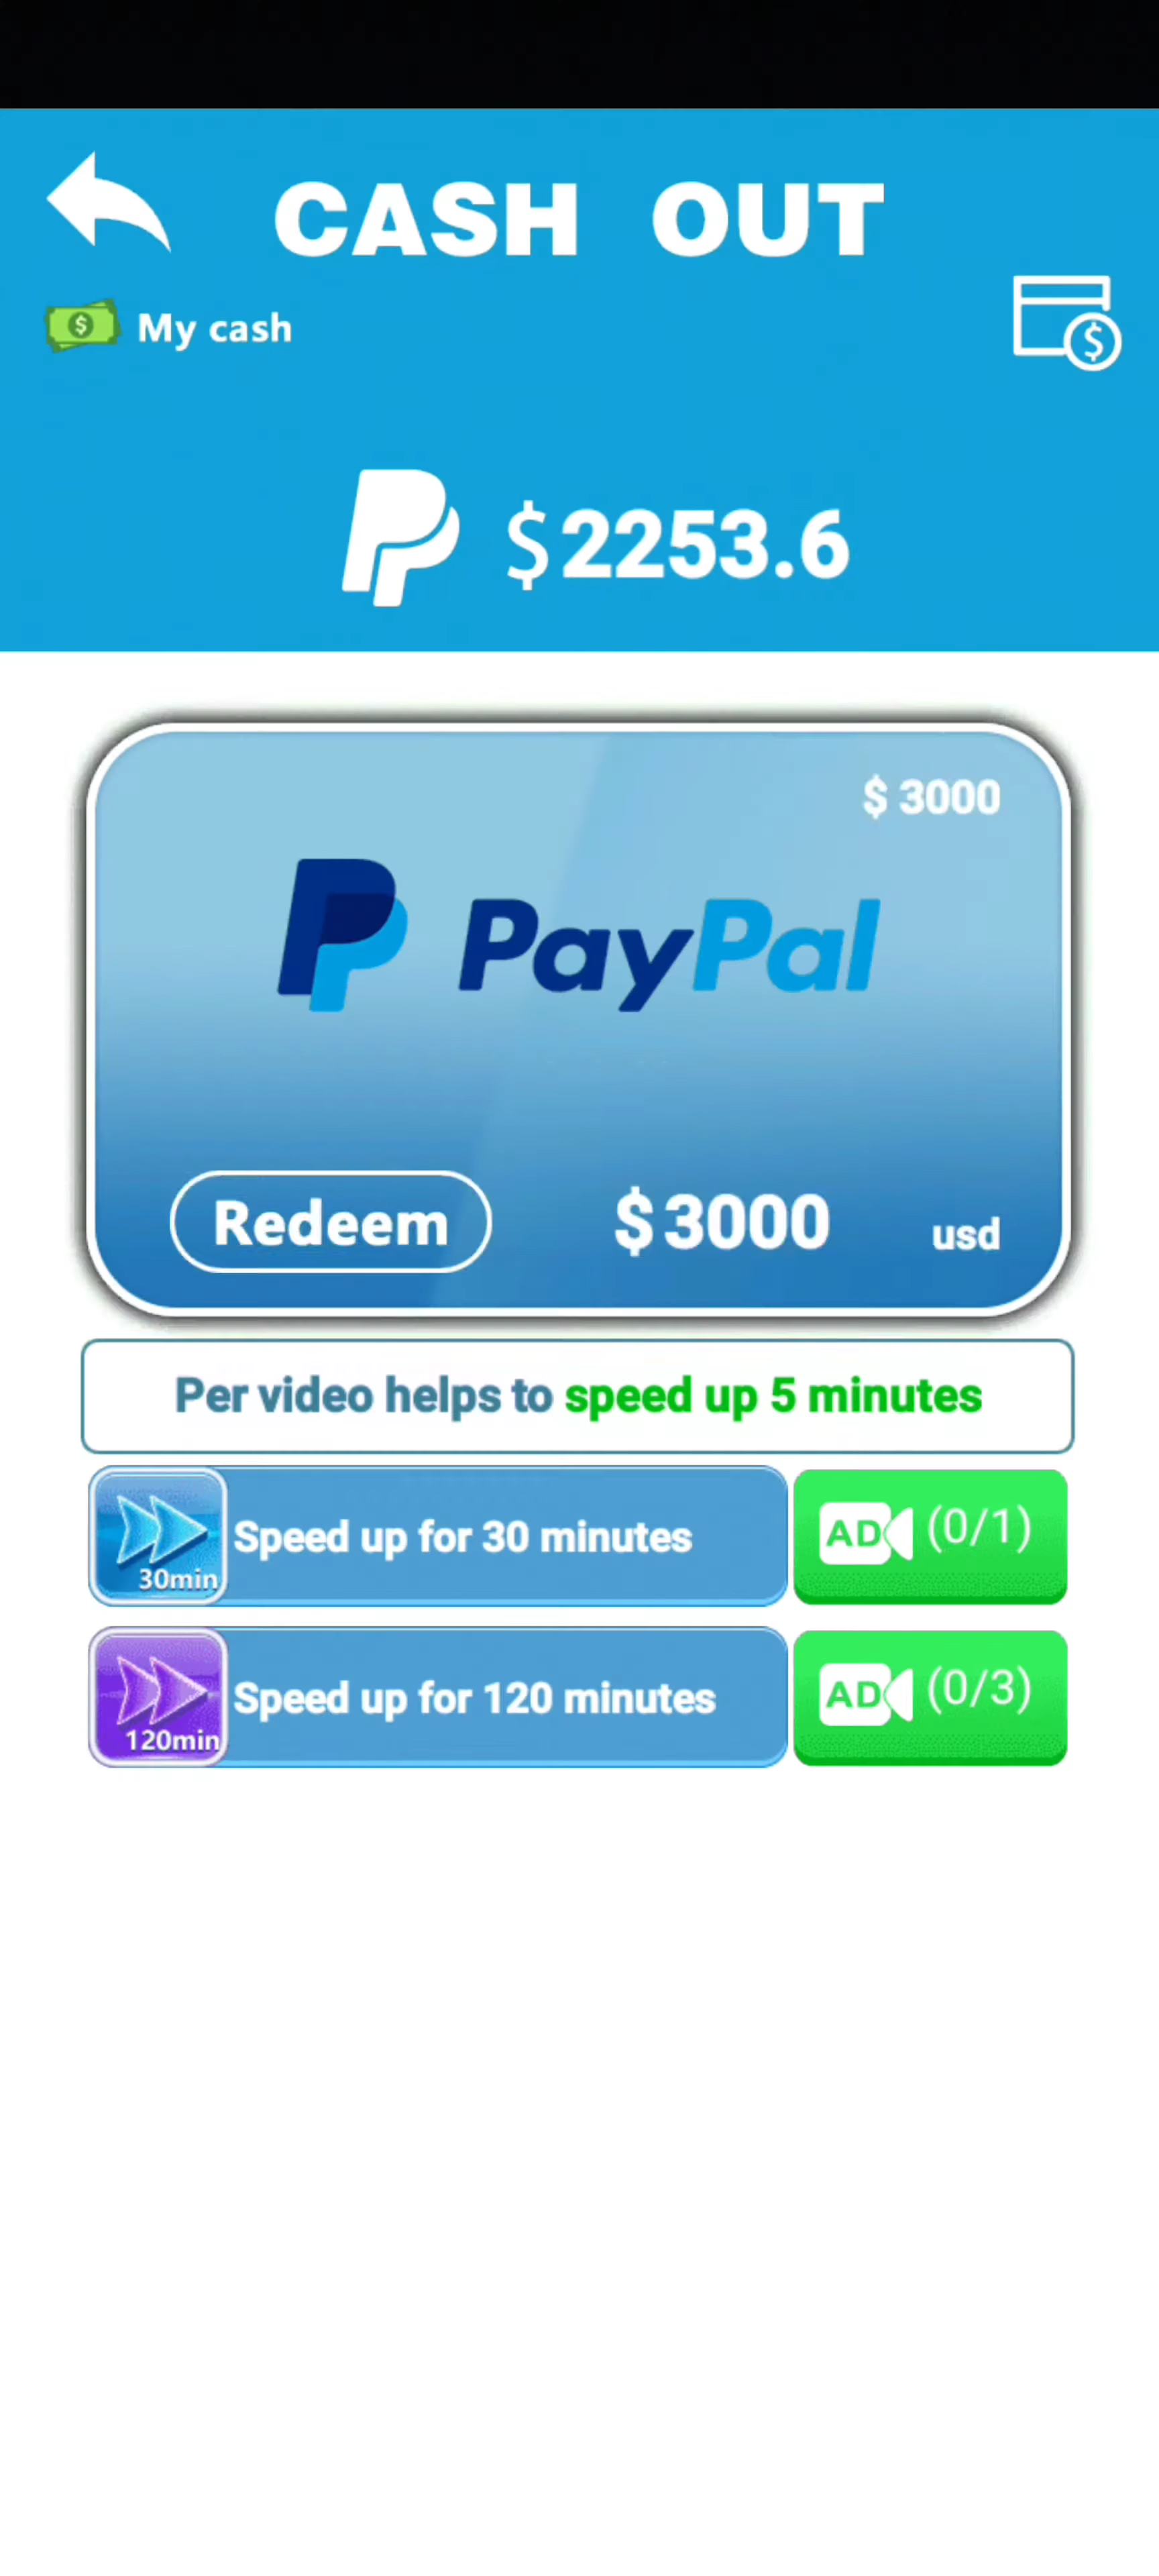 CASH OUT
My cash
$2253.6
$ 3000
PayPal
Redeem
$3000
usd
Per video helps to speed up 5 minutes
30min
Speed up for 30 minutes
AD (0/1)
120min
Speed up for 120 minutes
AD (0/3)